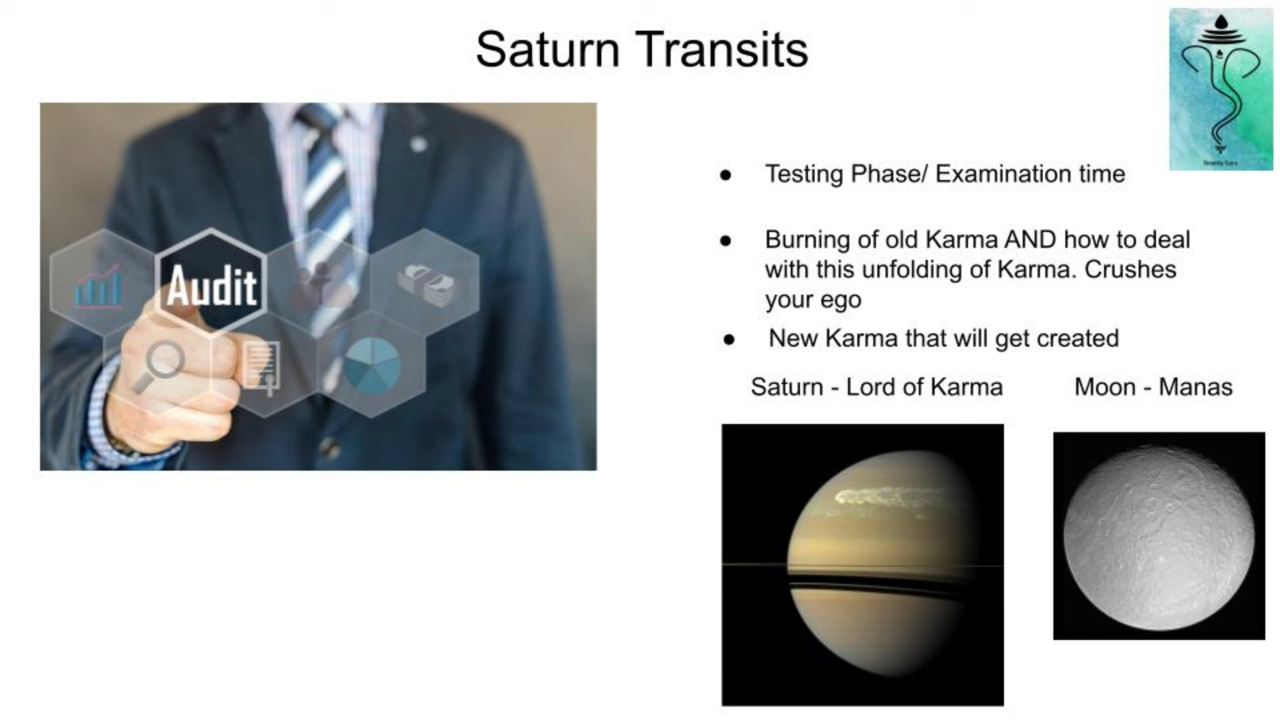 Saturn Transits
Audit
● Testing Phase/ Examination time
● Burning of old Karma AND how to deal
with this unfolding of Karma. Crushes
your ego
● New Karma that will get created
Saturn - Lord of Karma
Moon - Manas